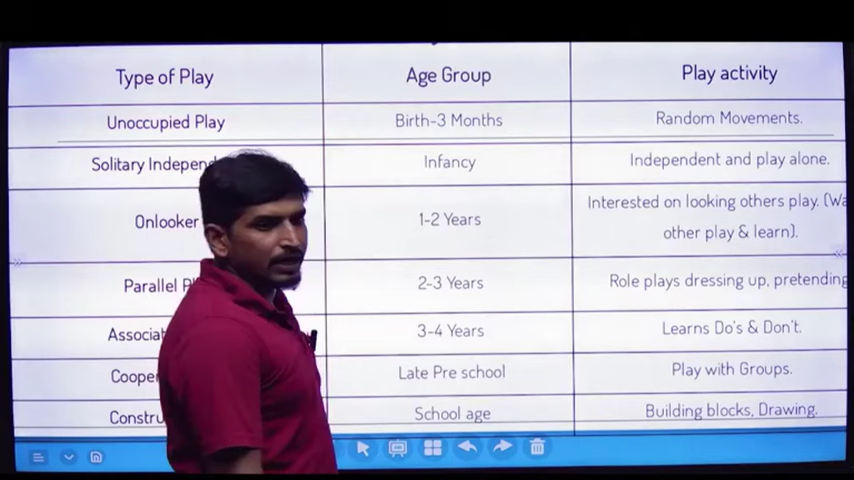 Type of Play Age Group Play activity
Unoccupied Play Birth-3 Months Random Movements.
Solitary Independ Infancy Independent and play alone.
Onlooker 1-2 Years Interested on looking others play. (Wa
other play & learn).
Parallel Pl 2-3 Years Role plays dressing up, pretending
Associat 3-4 Years Learns Do's & Don't.
Cooper Late Pre school Play with Groups.
Constru School age Building blocks, Drawing.